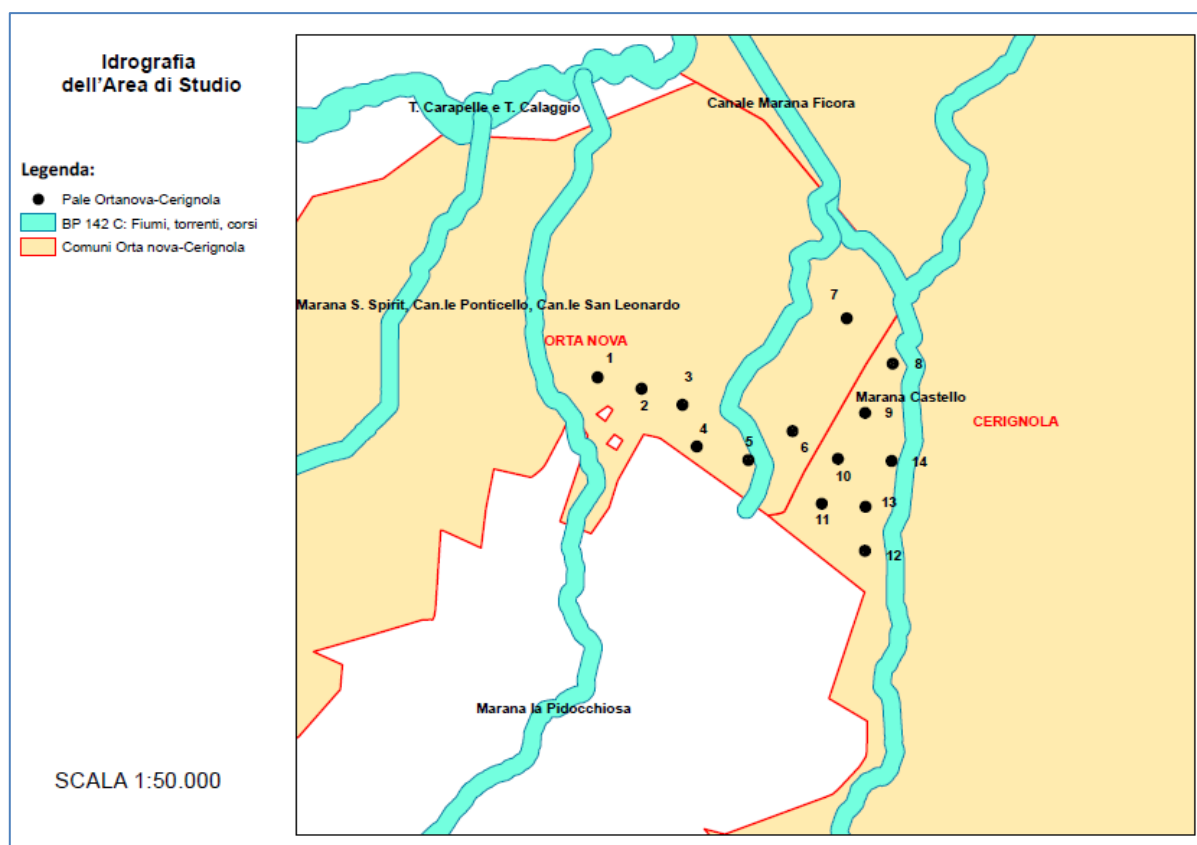 Idrografia
dell'Area di Studio
Legenda:
Pale Ortanova-Cerignola
BP 142 C: Fiumi, torrenti, corsi
Comuni Orta nova-Cerignola
SCALA 1:50.000
T. Carapelle e T. Calaggio
Canale Marana Ficora
Marana S. Spirit, Can.le Ponticello, Can.le San Leonardo
7
ORTA NOVA
1
8
3
Marana Castello
2
9
CERIGNOLA
4
5
6
10
14
13
11
12
Marana la Pidocchiosa